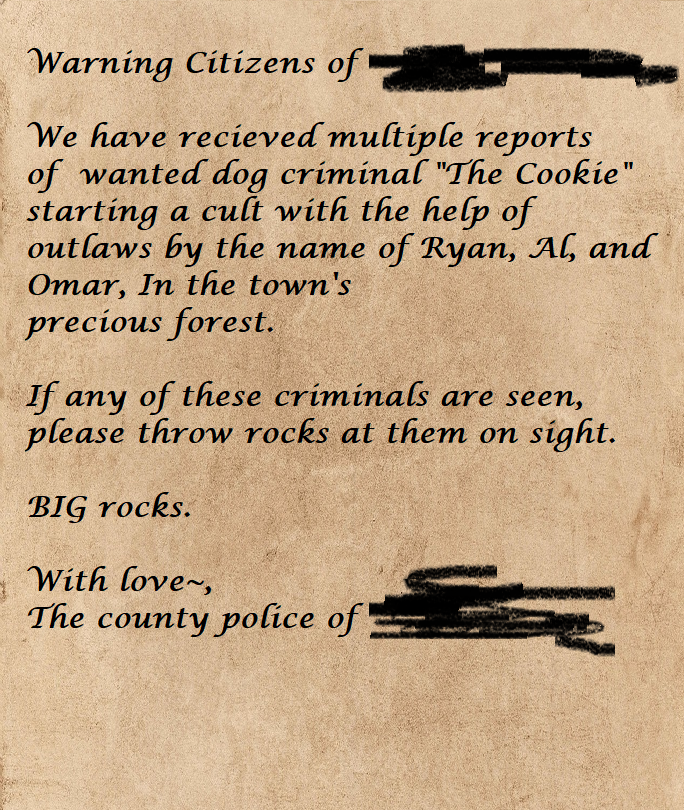 Warning Citizens of
We have recieved multiple reports
of wanted dog criminal "The Cookie"
starting a cult with the help of
outlaws by the name of Ryan, Al, and
Omar, In the town's
precious forest.
If any of these criminals are seen,
please throw rocks at them on sight.
BIG rocks.
With love~,
The county police of